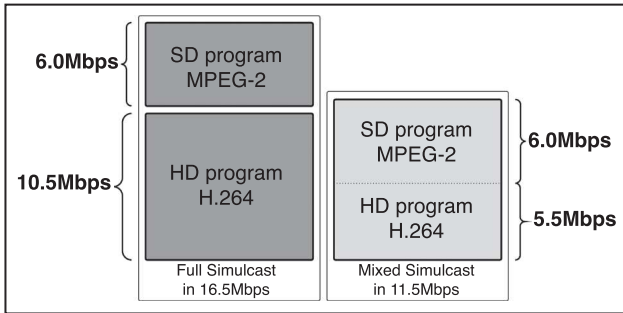 6.0Mbps
SD program
MPEG-2
10.5Mbps
HD program
H.264
Full Simulcast
in 16.5Mbps
SD program
MPEG-2
6.0Mbps
HD program
H.264
5.5Mbps
Mixed Simulcast
in 11.5Mbps